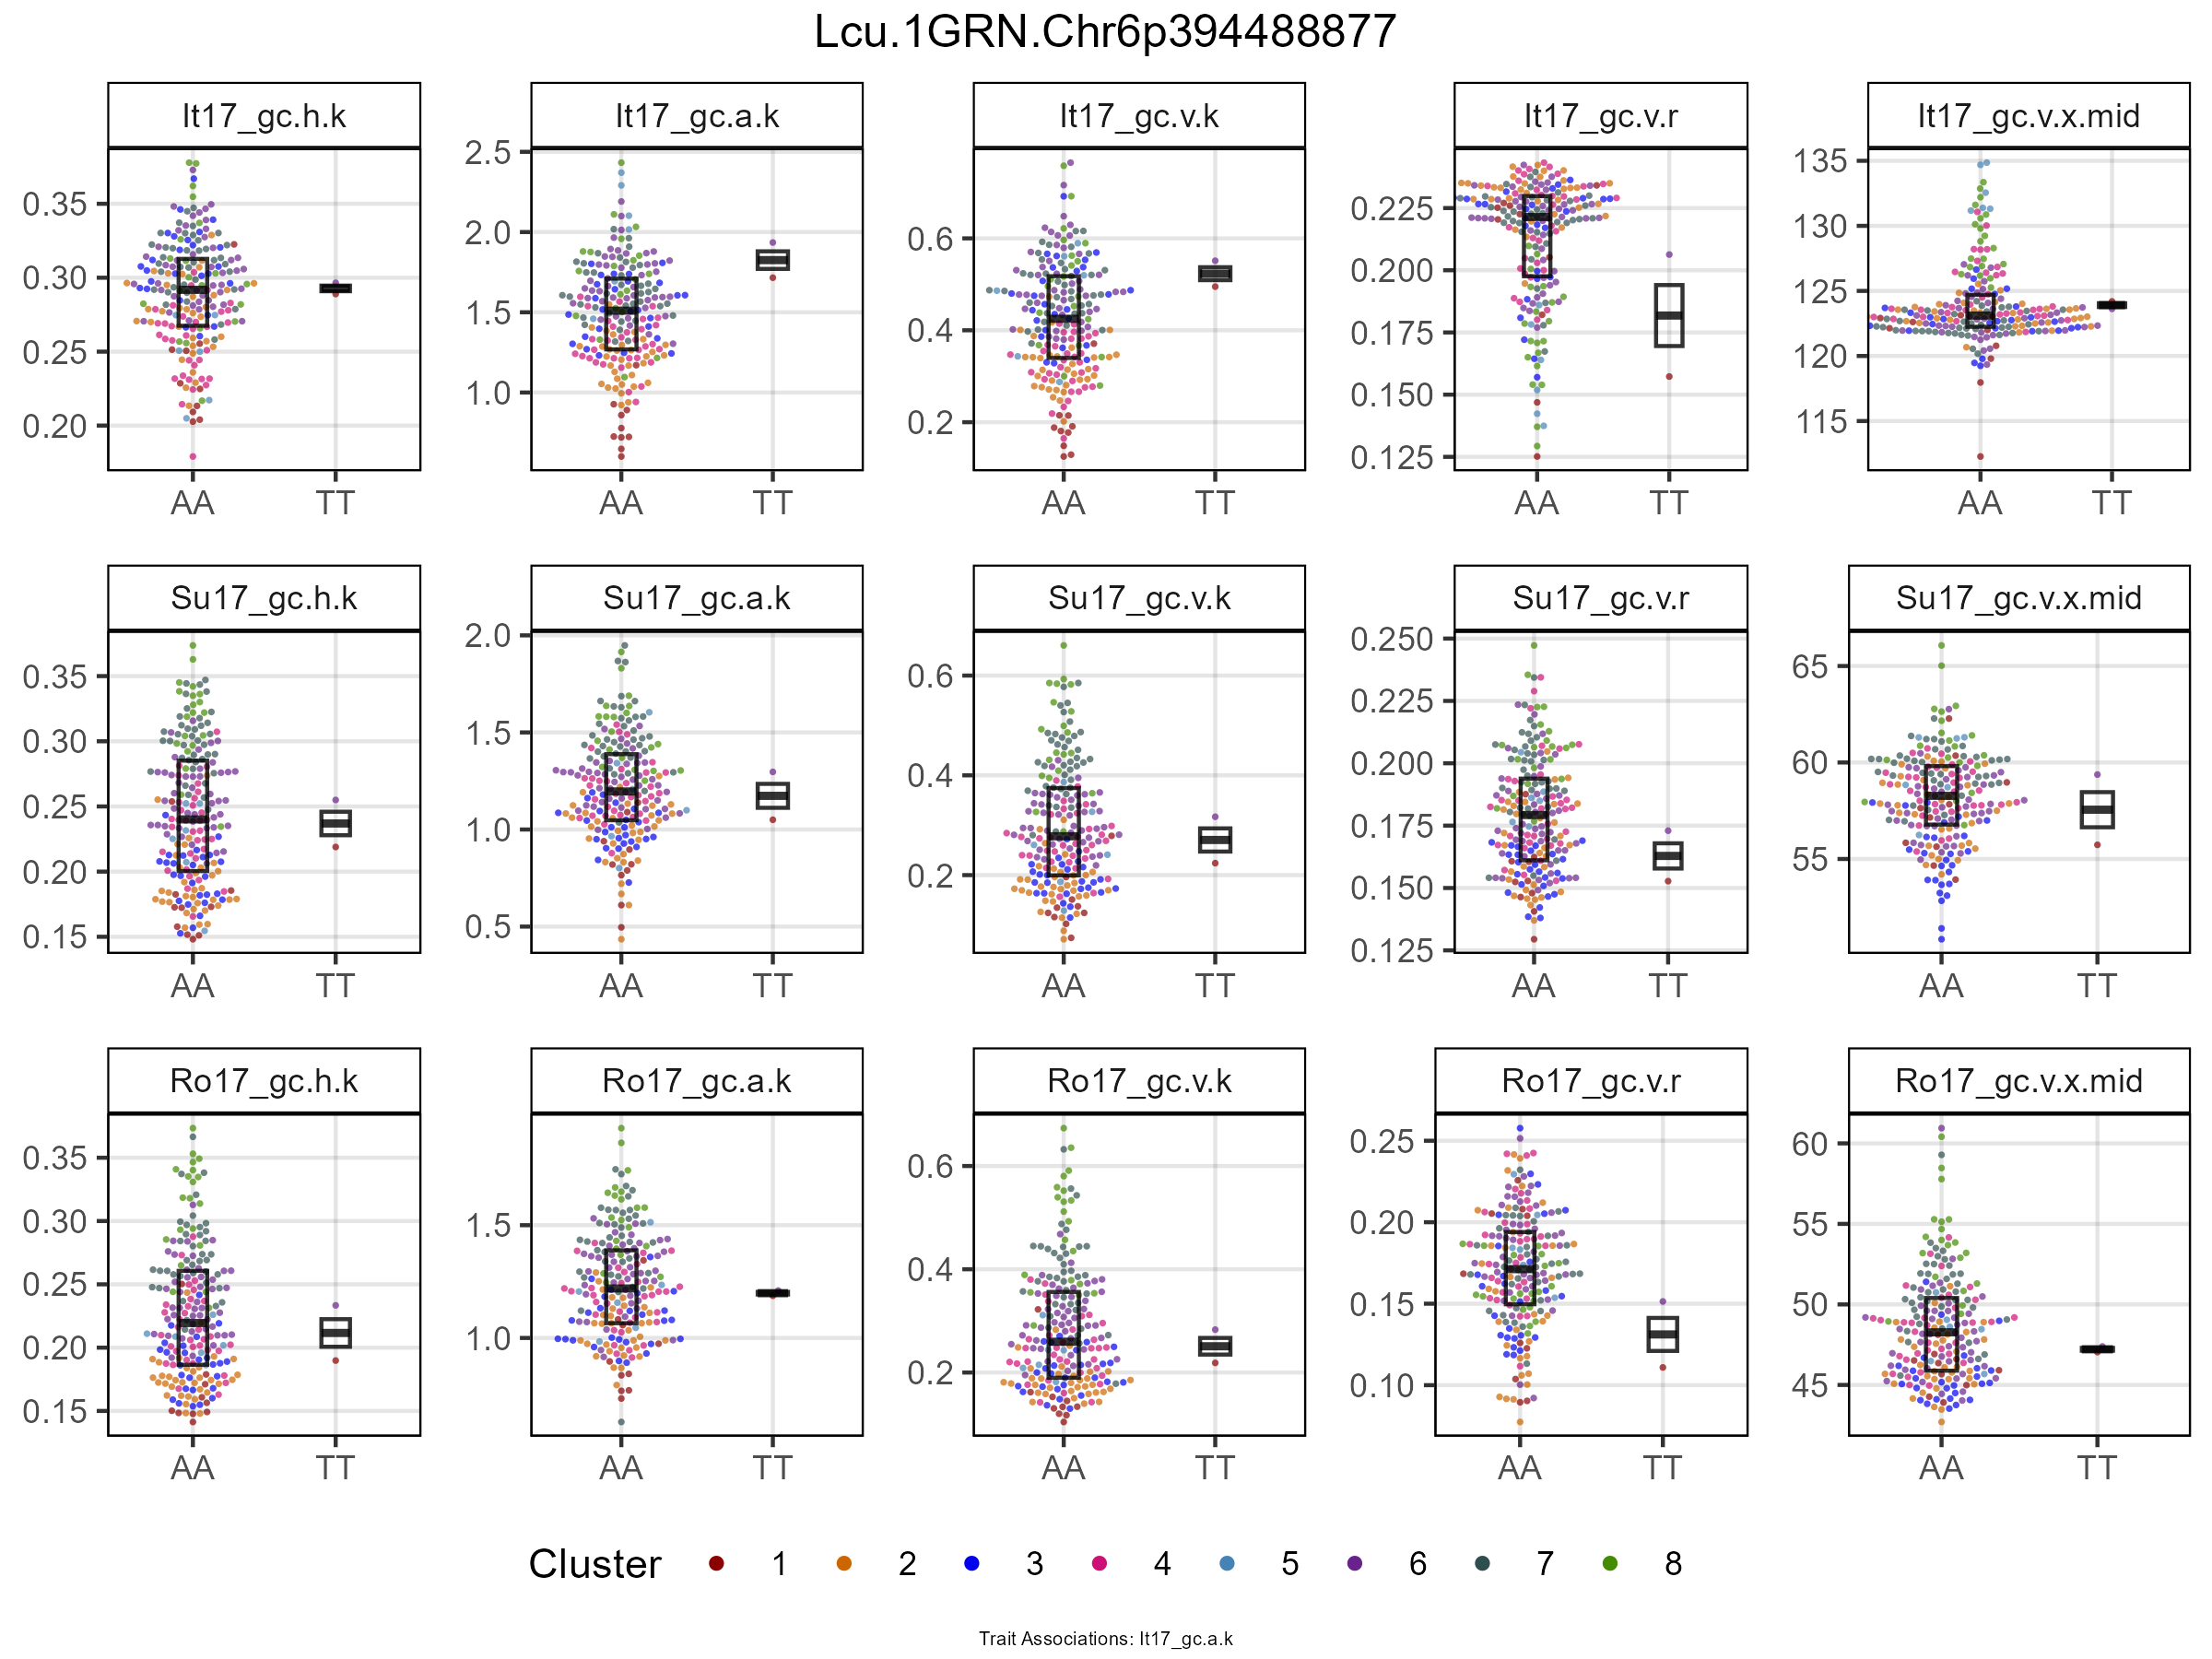 Lcu.1GRN.Chr6p394488877
It17_gc.h.k It17_gc.a.k It17_gc.v.k It17_gc.v.r It17_gc.v.x.mid
0.35 0.30 0.25 0.20
2.5 2.0 1.5 1.0
0.6 0.4 0.2
0.225 0.200 0.175 0.150 0.125
135 130 125 120 115
AA TT AA TT AA TT AA TT AA TT
Su17_gc.h.k Su17_gc.a.k Su17_gc.v.k Su17_gc.v.r Su17_gc.v.x.mid
0.35 0.30 0.25 0.20 0.15
2.0 1.5 1.0 0.5
0.6 0.4 0.2
0.250 0.225 0.200 0.175 0.150 0.125
65 60 55
AA TT AA TT AA TT AA TT AA TT
Ro17_gc.h.k Ro17_gc.a.k Ro17_gc.v.k Ro17_gc.v.r Ro17_gc.v.x.mid
0.35 0.30 0.25 0.20 0.15
1.5 1.0
0.6 0.4 0.2
0.25 0.20 0.15 0.10
60 55 50 45
AA TT AA TT AA TT AA TT AA TT
Cluster 1 2 3 4 5 6 7 8
Trait Associations: It17_gc.a.k